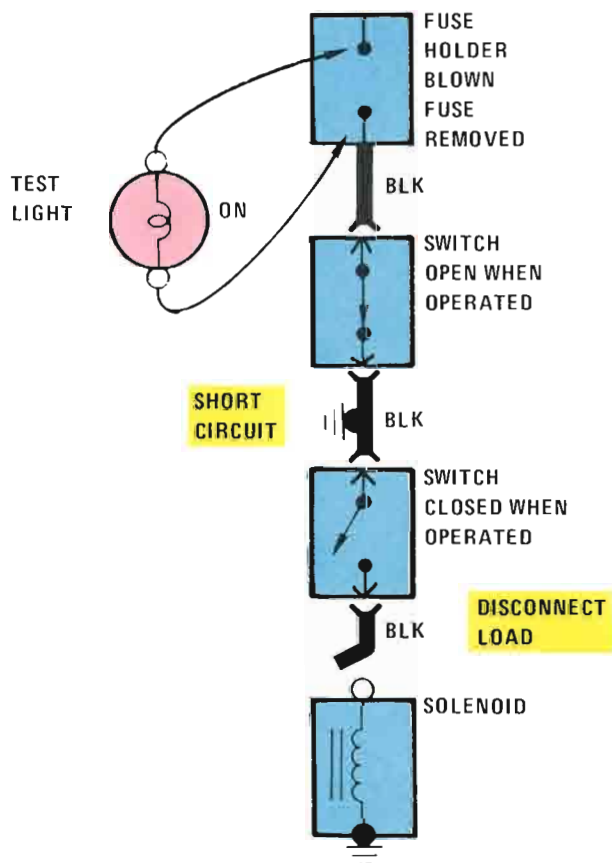 FUSE
HOLDER
BLOWN
FUSE
REMOVED
TEST
LIGHT
ON
BLK
SWITCH
OPEN WHEN
OPERATED
SHORT
CIRCUIT
BLK
SWITCH
CLOSED WHEN
OPERATED
DISCONNECT
LOAD
BLK
SOLENOID